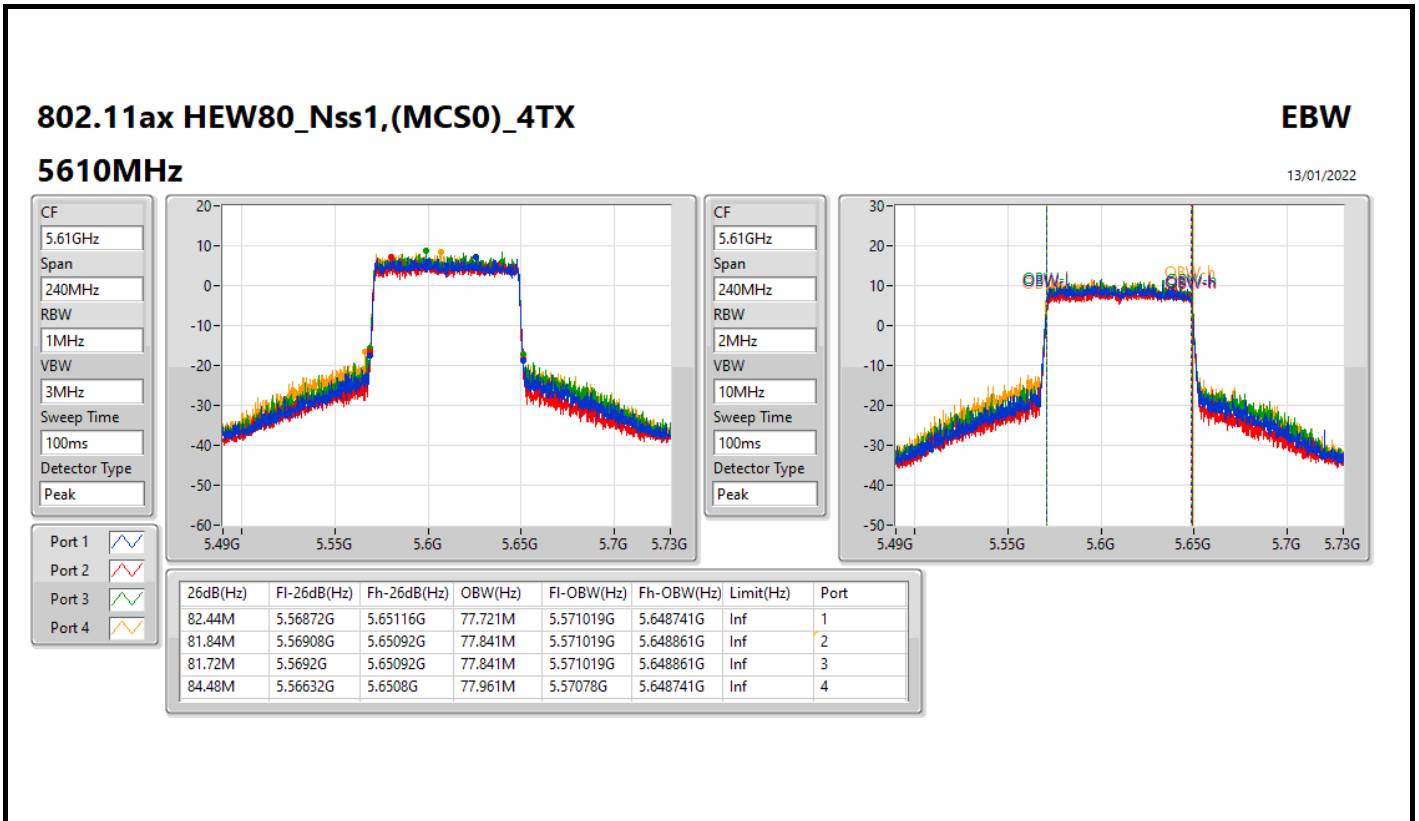 802.11ax HEW80_Nss1,(MCS0)_4TX
EBW
5610MHz
13/01/2022
CF
5.61GHz
Span
240MHz
RBW
1MHz
VBW
3MHz
Sweep Time
100ms
Detector Type
Peak
20
10
0
-10
-20
-30
-40
-50
-60
5.49G 5.55G 5.6G 5.65G 5.7G 5.73G
CF
5.61GHz
Span
240MHz
RBW
2MHz
VBW
10MHz
Sweep Time
100ms
Detector Type
Peak
30
20
10
0
-10
-20
-30
-40
-50
OBW-l
OBW-h
OBW-h
5.49G 5.55G 5.6G 5.65G 5.7G 5.73G
Port 1
Port 2
Port 3
Port 4
26dB(Hz) Fl-26dB(Hz) Fh-26dB(Hz) OBW(Hz) Fl-OBW(Hz) Fh-OBW(Hz) Limit(Hz) Port
82.44M 5.56872G 5.65116G 77.721M 5.571019G 5.648741G Inf 1
81.84M 5.56908G 5.65092G 77.841M 5.571019G 5.648861G Inf 2
81.72M 5.5692G 5.65092G 77.841M 5.571019G 5.648861G Inf 3
84.48M 5.56632G 5.6508G 77.961M 5.57078G 5.648741G Inf 4